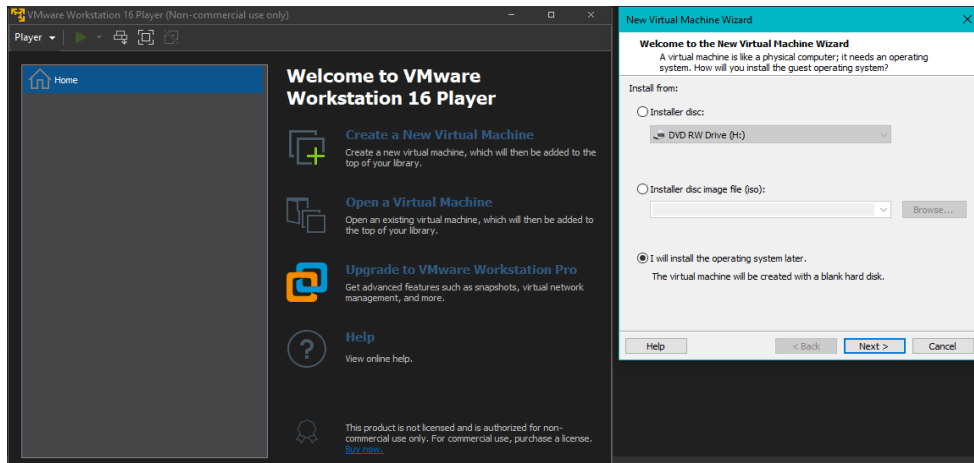 VMware Workstation 16 Player (Non-commercial use only)
Player
Home
Welcome to VMware
Workstation 16 Player
Create a New Virtual Machine
Create a new virtual machine, which will then be added to the
top of your library.
Open a Virtual Machine
Open an existing virtual machine, which will then be added to
the top of your library.
Upgrade to VMware Workstation Pro
Get advanced features such as snapshots, virtual network
management, and more.
Help
View online help.
This product is not licensed and is authorized for non-
commercial use only. For commercial use, purchase a license.
Buy now.
New Virtual Machine Wizard
Welcome to the New Virtual Machine Wizard
A virtual machine is like a physical computer; it needs an operating
system. How will you install the guest operating system?
Install from:
Installer disc:
DVD RW Drive (H:)
Installer disc image file (iso):
Browse...
I will install the operating system later.
The virtual machine will be created with a blank hard disk.
Help
< Back
Next >
Cancel